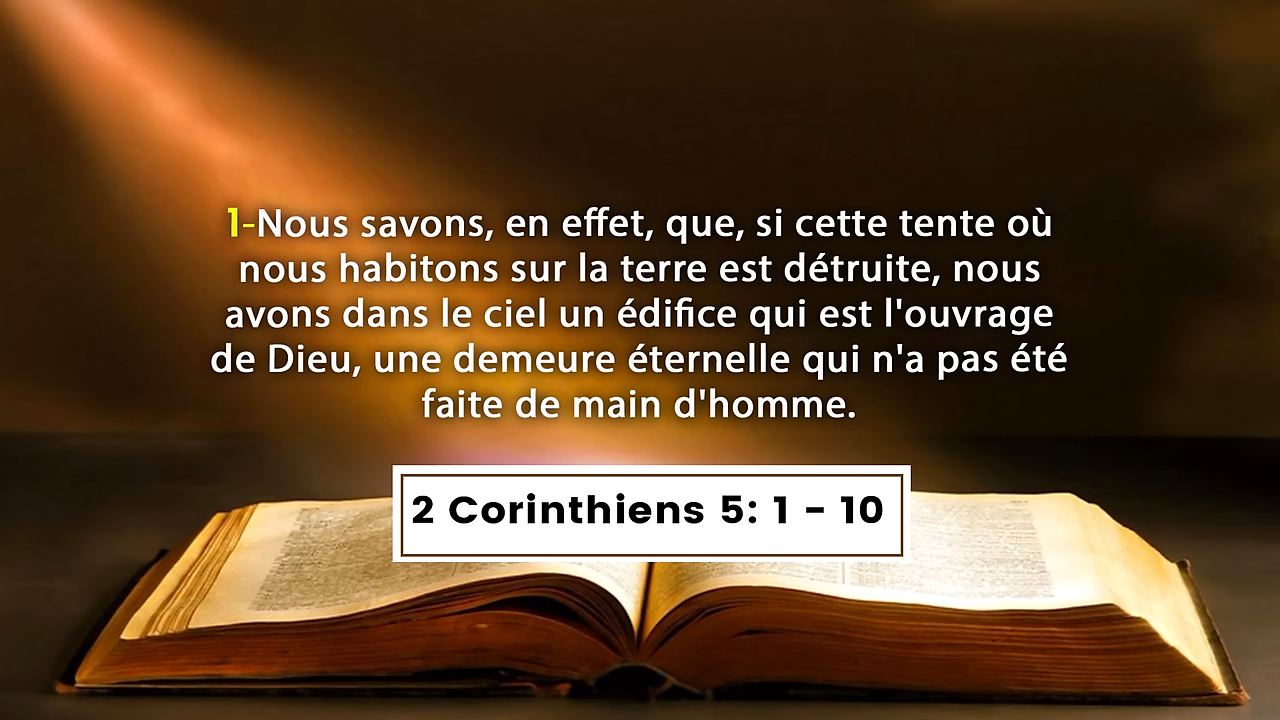 1-Nous savons, en effet, que, si cette tente où
nous habitons sur la terre est détruite, nous
avons dans le ciel un édifice qui est l'ouvrage
de Dieu, une demeure éternelle qui n'a pas été
faite de main d'homme.
2 Corinthiens 5: 1 - 10